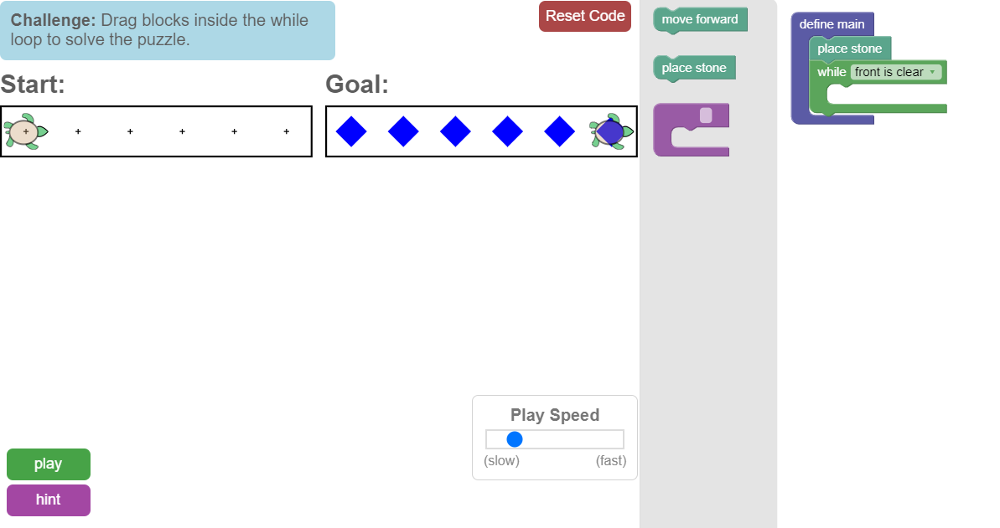 Challenge: Drag blocks inside the while
loop to solve the puzzle.
Reset Code
Start:
Goal:
move forward
place stone
define main
place stone
while front is clear
Play Speed
(slow)
(fast)
play
hint